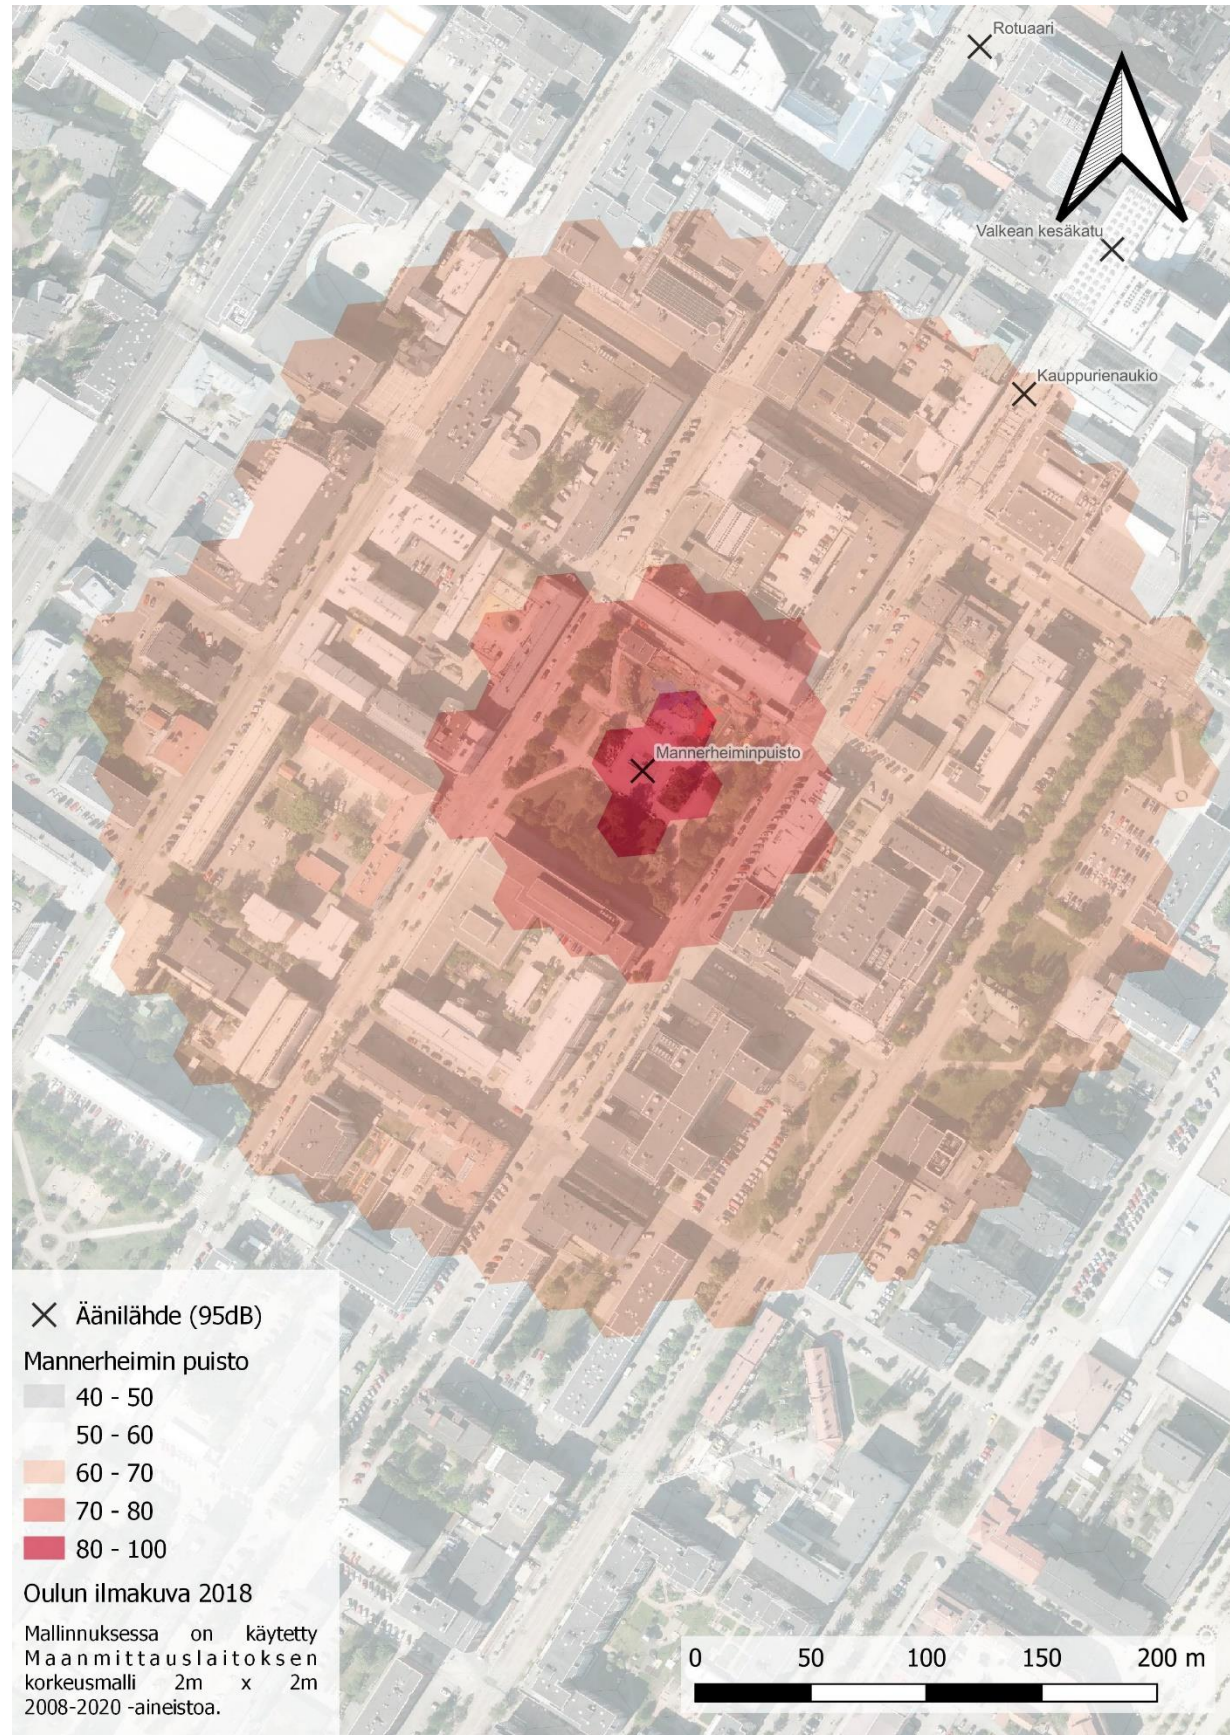 Rotuaari
Valkean kesäkatu
Kauppurienaukio
Mannerheiminpuisto
Äänilähde (95dB)
Mannerheimin puisto
40 - 50
50 - 60
60 - 70
70 - 80
80 - 100
Oulun ilmakuva 2018
Mallinnuksessa on käytetty
Maanmittauslaitoksen
korkeusmalli 2m x 2m
2008-2020 -aineistoa.
0 50 100 150 200 m